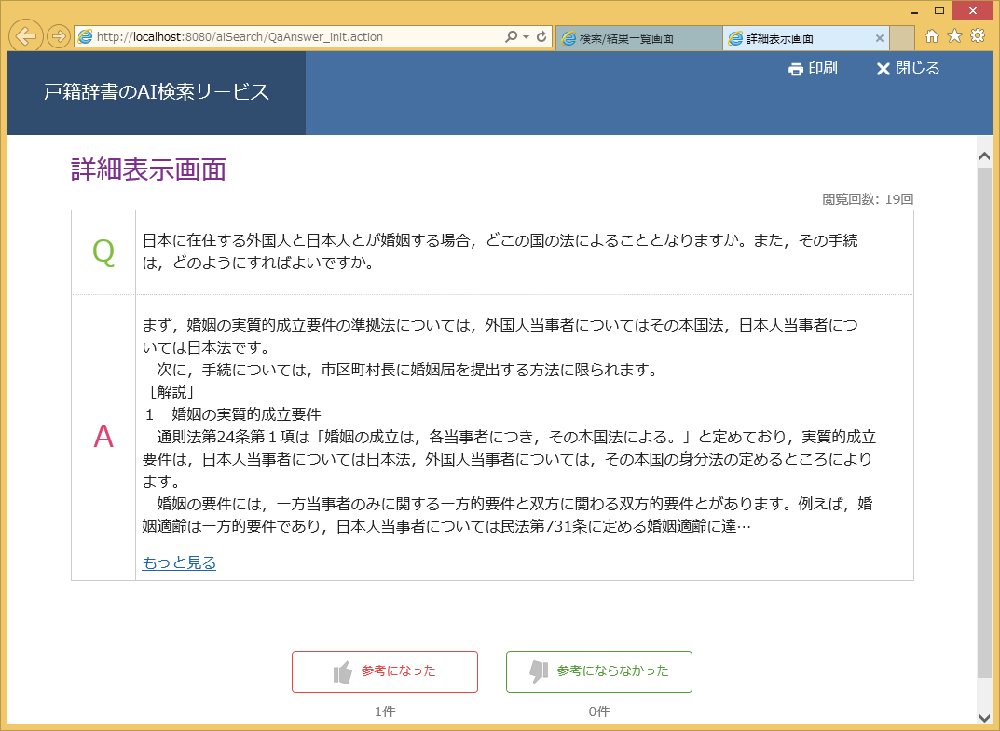 http://localhost:8080/aiSearch/QaAnswer_init.action
検索/結果一覧画面
詳細表示画面
戸籍辞書のAI検索サービス
印刷
閉じる
詳細表示画面
閲覧回数: 19回
Q
日本に在住する外国人と日本人とが婚姻する場合，どこの国の法によることとなりますか。また，その手続
は，どのようにすればよいですか。
A
まず，婚姻の実質的成立要件の準拠法については，外国人当事者についてはその本国法，日本人当事者につ
いては日本法です。
　次に，手続については，市区町村長に婚姻届を提出する方法に限られます。
［解説］
１　婚姻の実質的成立要件
　通則法第24条第１項は「婚姻の成立は，各当事者につき，その本国法による。」と定めており，実質的成立
要件は，日本人当事者については日本法，外国人当事者については，その本国の身分法の定めるところにより
ます。
　婚姻の要件には，一方当事者のみに関する一方的要件と双方に関わる双方的要件とがあります。例えば，婚
姻適齢は一方的要件であり，日本人当事者については民法第731条に定める婚姻適齢に達…
もっと見る
参考になった
参考にならなかった
1件
0件